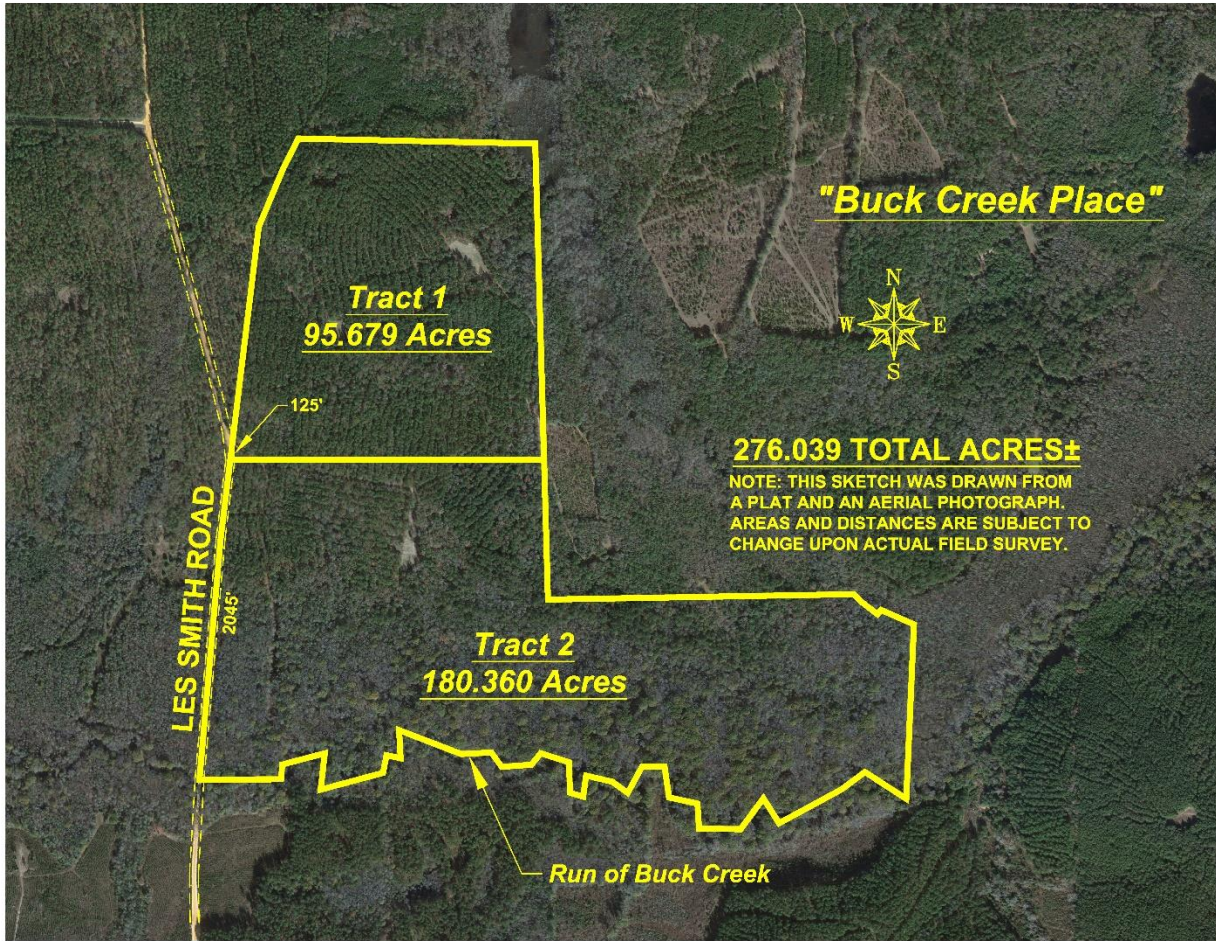 "Buck Creek Place"
N
W E
S
Tract 1
95.679 Acres
125'
276.039 TOTAL ACRES±
NOTE: THIS SKETCH WAS DRAWN FROM
A PLAT AND AN AERIAL PHOTOGRAPH.
AREAS AND DISTANCES ARE SUBJECT TO
CHANGE UPON ACTUAL FIELD SURVEY.
LES SMITH ROAD
2045'
Tract 2
180.360 Acres
Run of Buck Creek